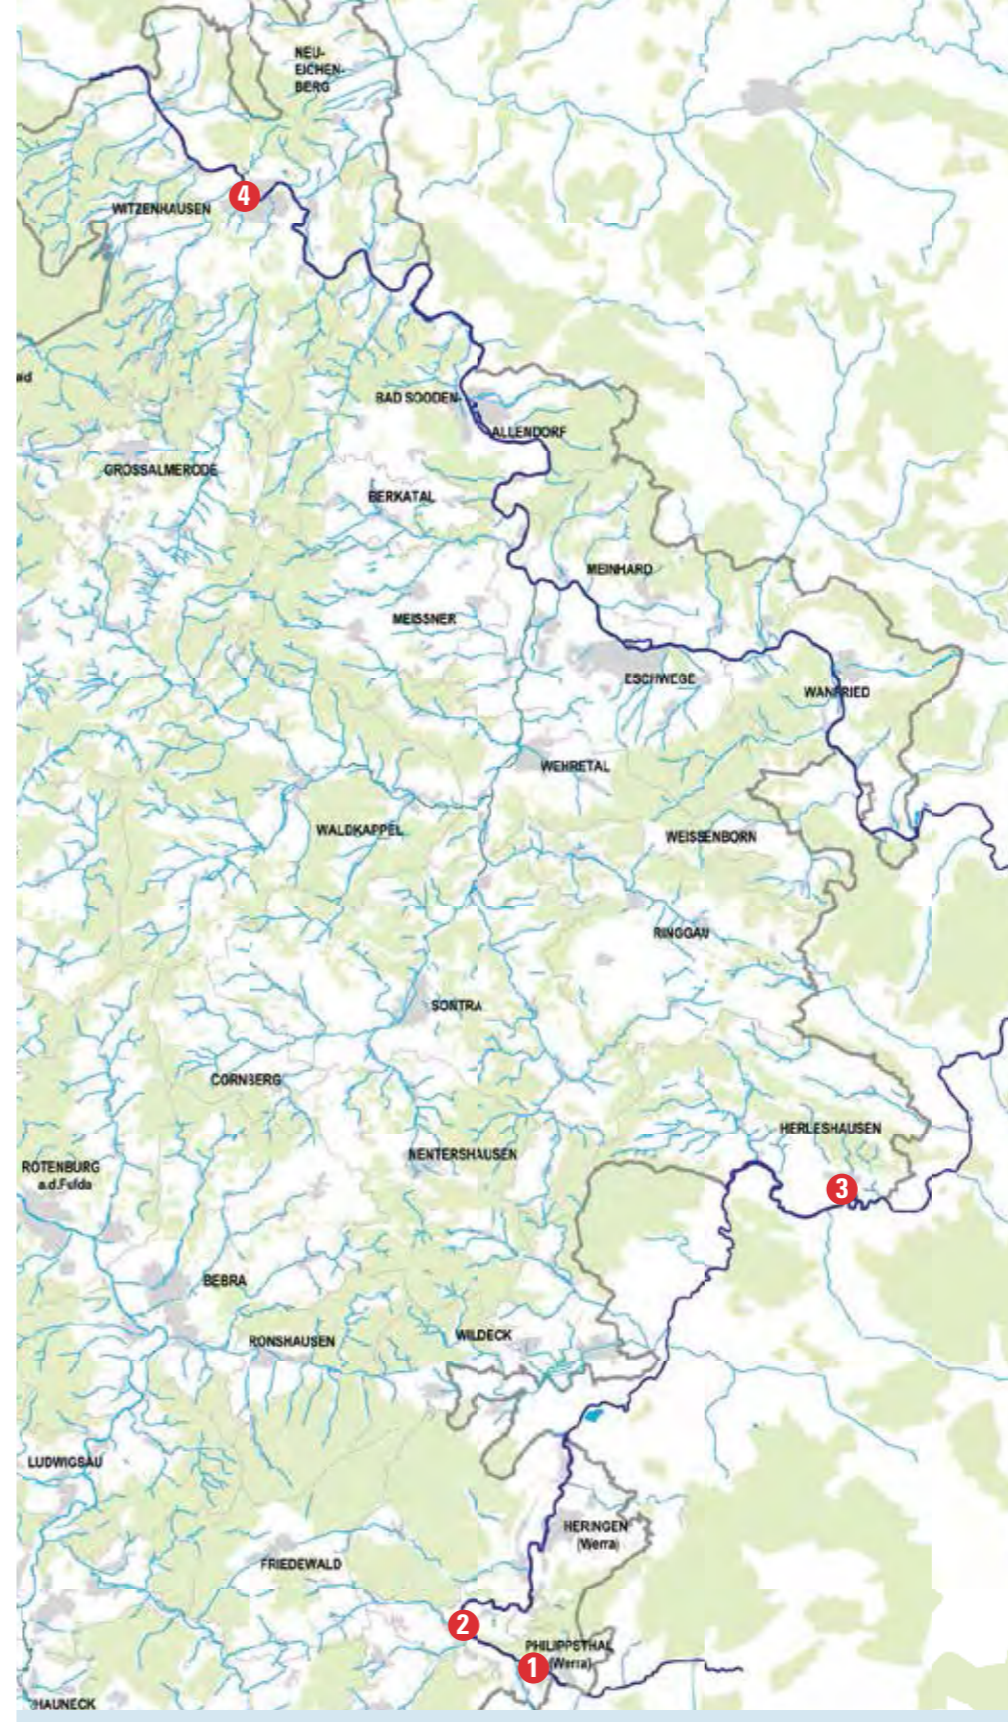 NEU-
EICHEN-
BERG
4
WITZENHAUSEN
BAD SOODEN-
ALLENDORF
GROSSALMERODE
BERKATAL
MEINHARD
MEISSNER
ESCHWEGE
WANFRIED
WEHRETAL
WALDKAPPEL
WEISSENBORN
RINGGAU
SONTRA
CORNBERG
HERLESHAUSEN
NENTERSHAUSEN
ROTENBURG
a.d.Fulda
3
BEBRA
RONSHAUSEN
WILDECK
LUDWIGSAU
HERINGEN
(Werra)
FRIEDEWALD
2
PHILIPPSTHAL
(Werra)
1
HAUNECK